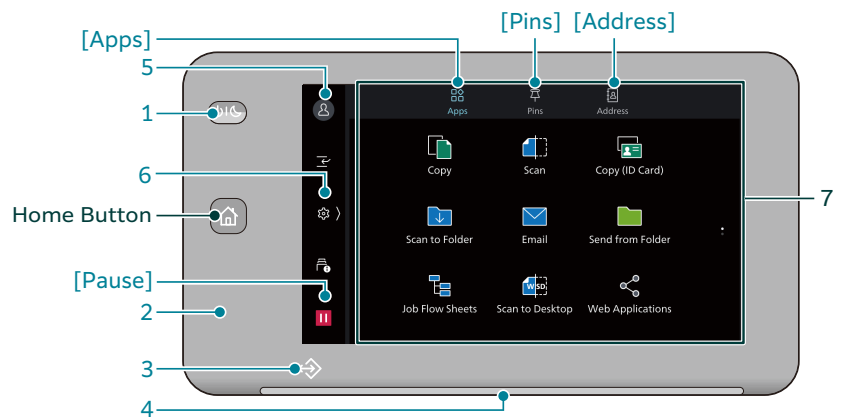 [Pins] [Address]
[Apps]
5
1
Apps Pins Address
Copy Scan Copy (ID Card)
6
7
Home Button
Scan to Folder Email Send from Folder
[Pause]
WSD
Job Flow Sheets Scan to Desktop Web Applications
2
3
4